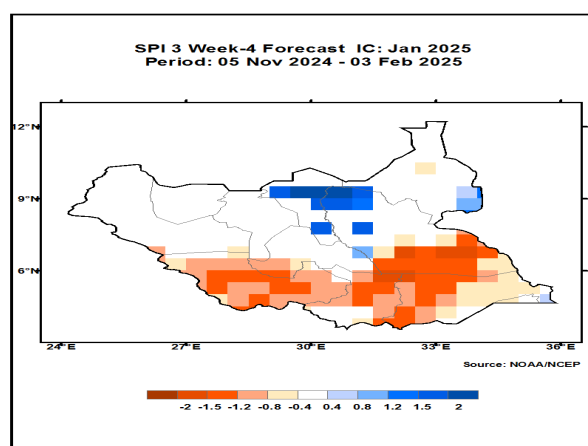 SPI 3 Week-4 Forecast IC: Jan 2025
Period: 05 Nov 2024 - 03 Feb 2025
12°N
9°N
6°N
24°E 27°E 30°E 33°E 36°E
Source: NOAA/NCEP
-2 -1.5 -1.2 -0.8 -0.4 0.4 0.8 1.2 1.5 2